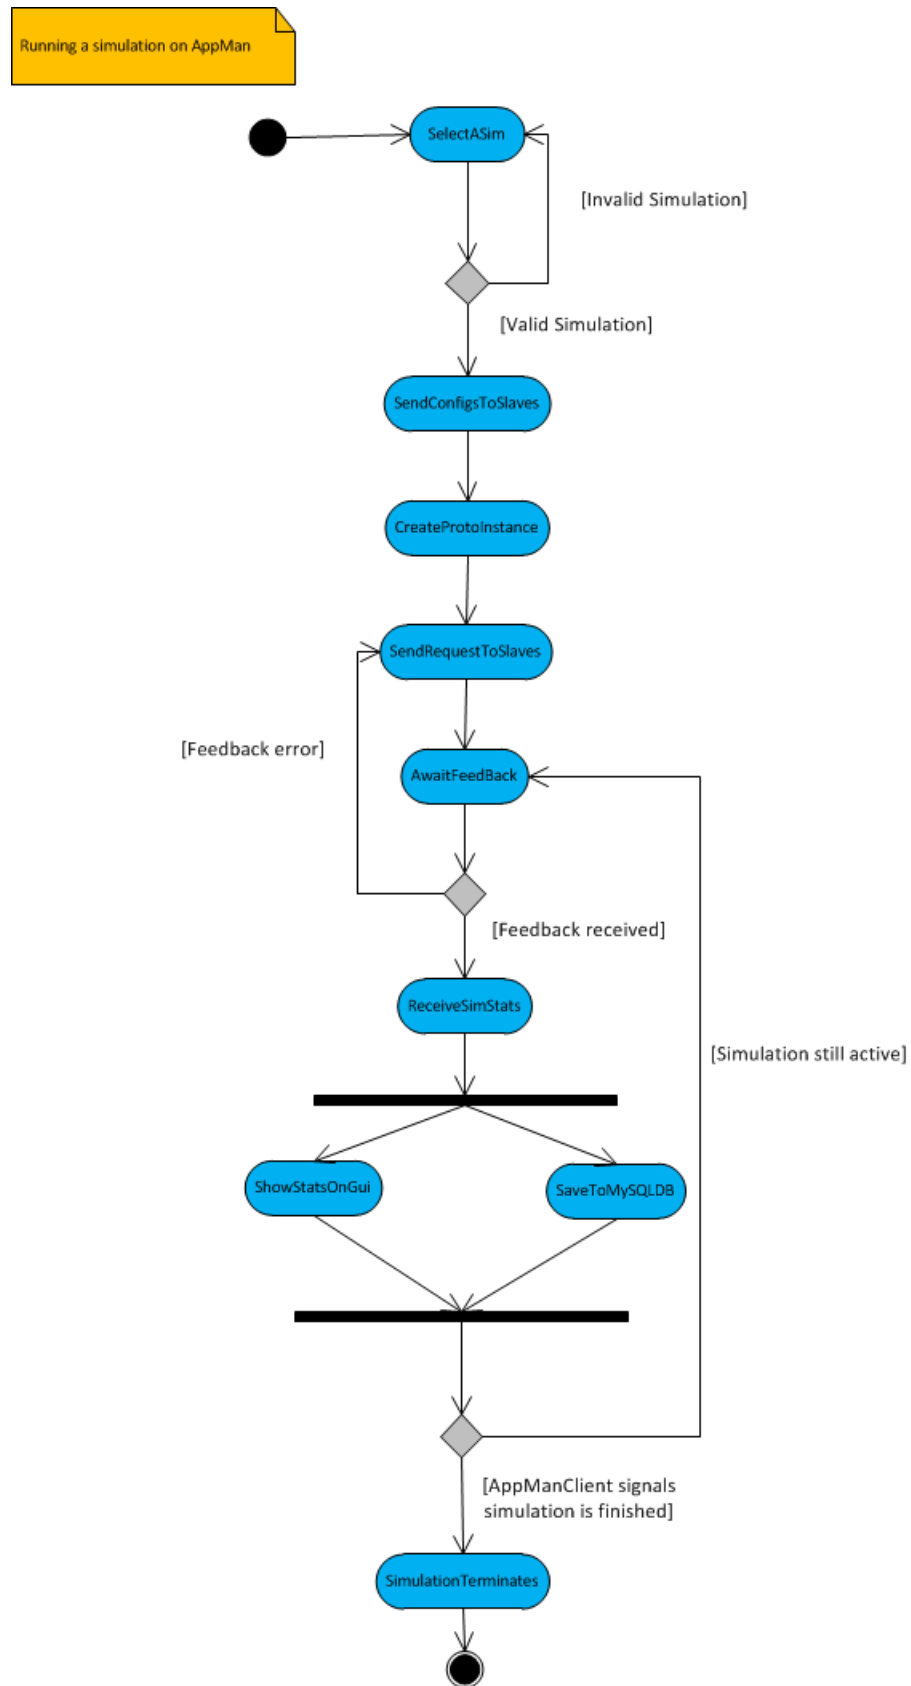 Running a simulation on AppMan
SelectASim
[Invalid Simulation]
[Valid Simulation]
SendConfigsToSlaves
CreateProtoInstance
SendRequestToSlaves
[Feedback error]
AwaitFeedBack
[Feedback received]
ReceiveSimStats
[Simulation still active]
ShowStatsOnGui
SaveToMySQLDB
[AppManClient signals
simulation is finished]
SimulationTerminates